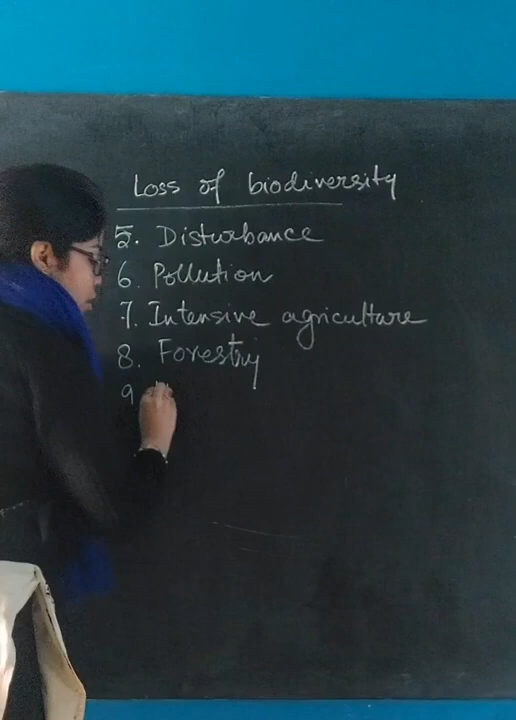 Loss of biodiversity
5. Disturbance
6. Pollution
7. Intensive agriculture
8. Forestry
9